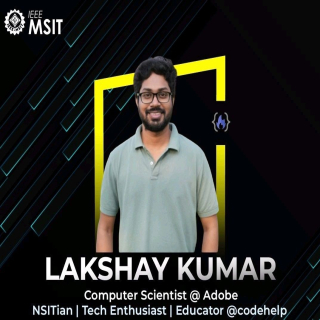 IEEE
MSIT
LAKSHAY KUMAR
Computer Scientist @ Adobe
NSITian | Tech Enthusiast | Educator @codehelp